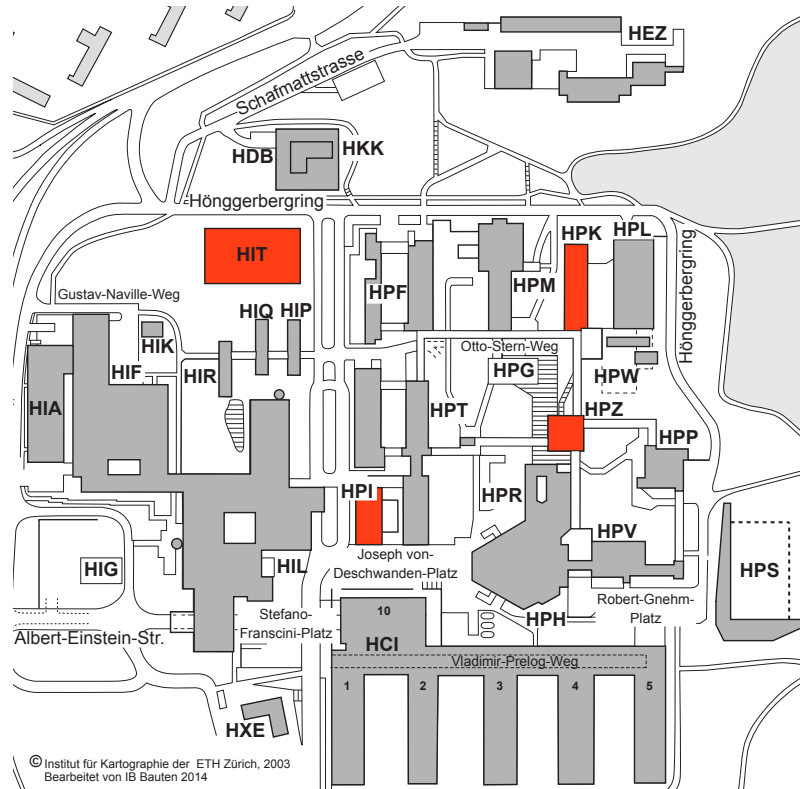 HEZ
Schafmattstrasse
HDB
HKK
Hönggerbergring
HIT
HPK
HPL
HPF
HPM
Hönggerbergring
Gustav-Naville-Weg
HIQ
HIP
HIK
HIF
HIR
Otto-Stern-Weg
HPG
HPW
HIA
HPT
HPZ
HPP
HPI
HPR
HPV
Joseph von-
Deschwanden-Platz
HIG
HIL
HPS
Robert-Gnehm-
Platz
Stefano-
Franscini-Platz
10
HPH
Albert-Einstein-Str.
HCI
Vladimir-Prelog-Weg
1
2
3
4
5
HXE
© Institut für Kartographie der ETH Zürich, 2003
Bearbeitet von IB Bauten 2014